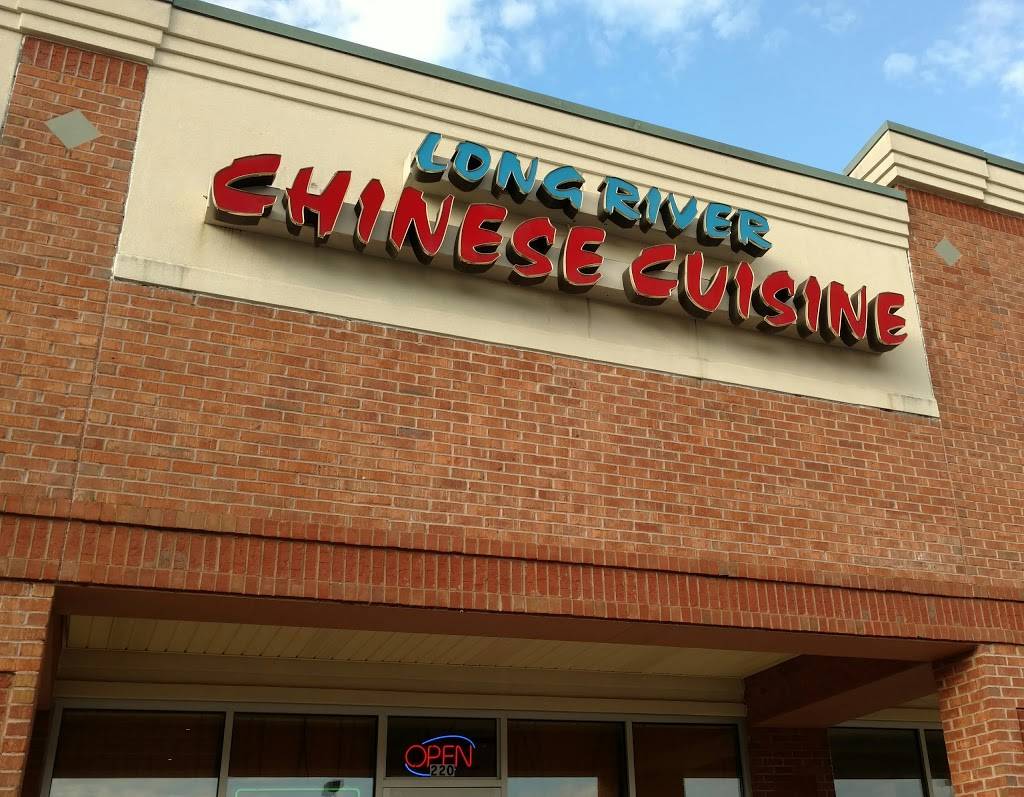 LONG RIVER
CHINESE CUISINE
OPEN
220